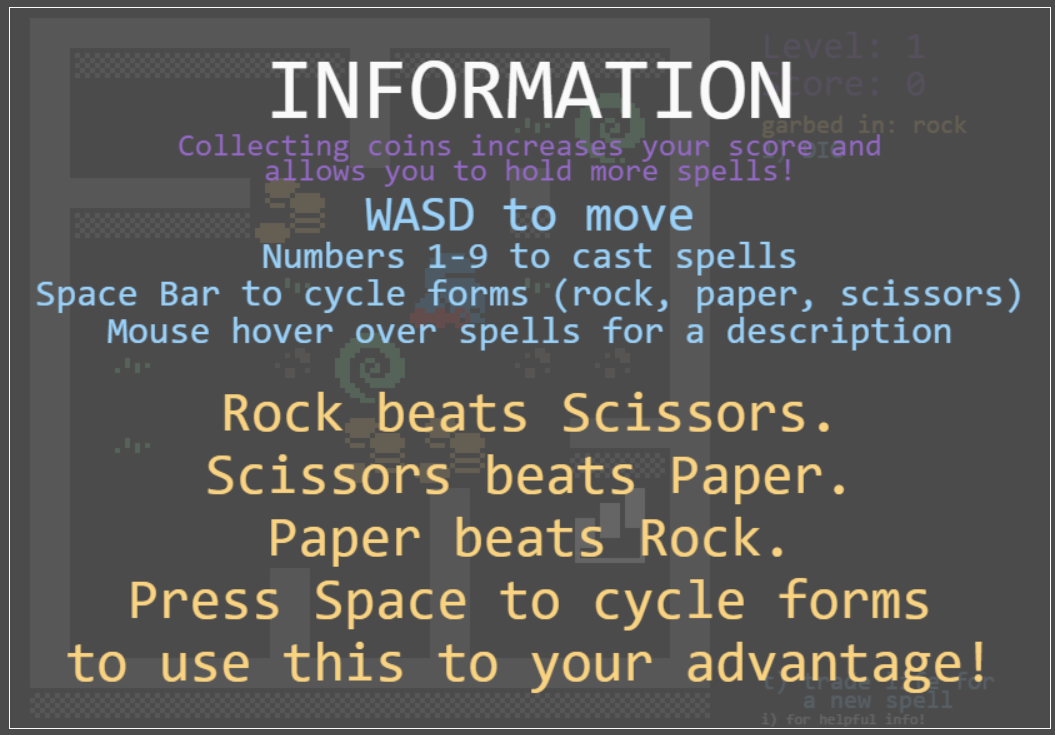 INFORMATION
Collecting coins increases your score and
allows you to hold more spells!
WASD to move
Numbers 1-9 to cast spells
Space Bar to cycle forms (rock, paper, scissors)
Mouse hover over spells for a description
Rock beats Scissors.
Scissors beats Paper.
Paper beats Rock.
Press Space to cycle forms
to use this to your advantage!
Level: 1
Score: 0
garbed in: rock
a new spell
i) for helpful info!